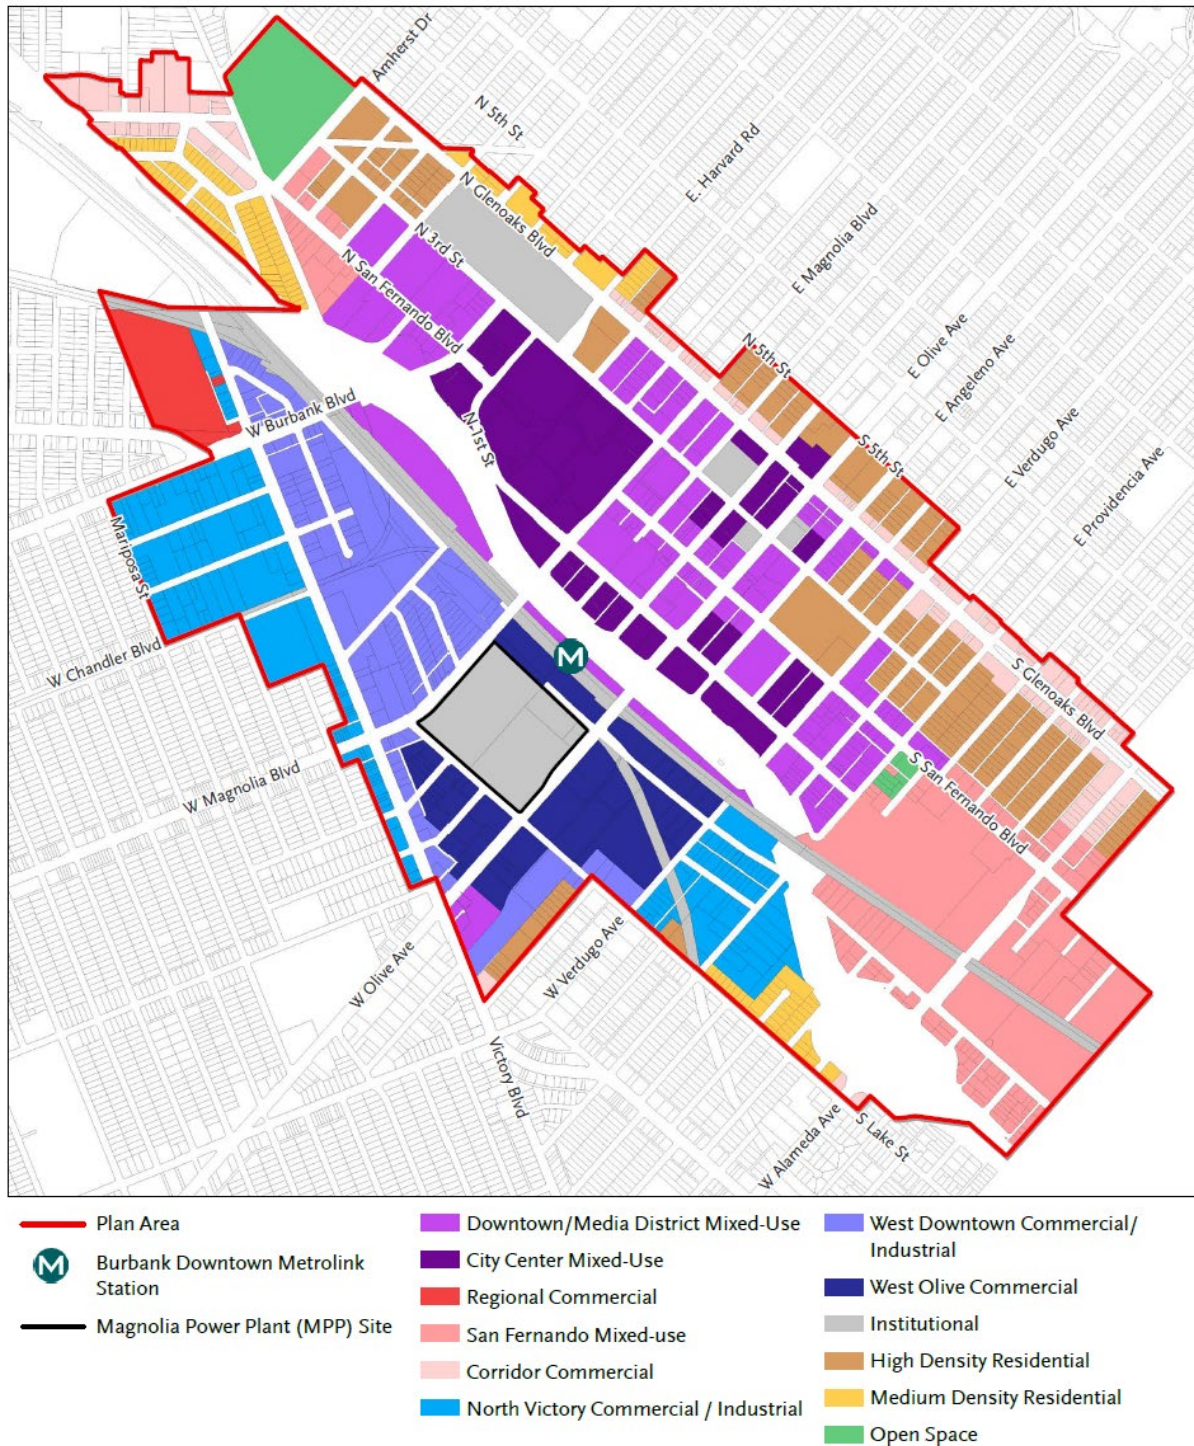 Amherst Dr
N 5th St
E. Harvard Rd
N Glenoaks Blvd
E Magnolia Blvd
N 3rd St
N San Fernando Blvd
E Olive Ave
N 5th St
E Angeleno Ave
W Burbank Blvd
N 1st St
E Verdugo Ave
S 5th St
E Providencia Ave
Mariposa St
W Chandler Blvd
M
S Glenoaks Blvd
W Magnolia Blvd
S San Fernando Blvd
W Olive Ave
W Verdugo Ave
Victory Blvd
W Alameda Ave
S Lake St
Plan Area
M
Burbank Downtown Metrolink
Station
Magnolia Power Plant (MPP) Site
Downtown/Media District Mixed-Use
City Center Mixed-Use
Regional Commercial
San Fernando Mixed-use
Corridor Commercial
North Victory Commercial / Industrial
West Downtown Commercial/
Industrial
West Olive Commercial
Institutional
High Density Residential
Medium Density Residential
Open Space